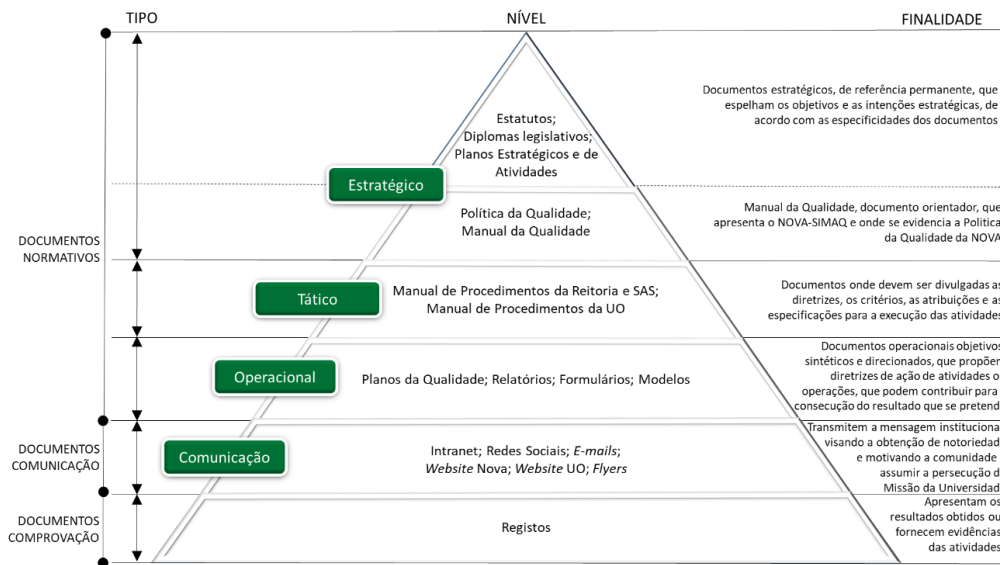 TIPO
NÍVEL
FINALIDADE
Estatutos;
Diplomas legislativos;
Planos Estratégicos e de
Atividades
Documentos estratégicos, de referência permanente, que
espelham os objetivos e as intenções estratégicas, de
acordo com as especificidades dos documentos
Estratégico
Política da Qualidade;
Manual da Qualidade
Manual da Qualidade, documento orientador, que
apresenta o NOVA-SIMAQ e onde se evidencia a Politica
da Qualidade da NOVA
DOCUMENTOS
NORMATIVOS
Tático
Manual de Procedimentos da Reitoria e SAS;
Manual de Procedimentos da UO
Documentos onde devem ser divulgadas as
diretrizes, os critérios, as atribuições e as
especificações para a execução das atividades
Operacional
Planos da Qualidade; Relatórios; Formulários; Modelos
Documentos operacionais objetivos
sintéticos e direcionados, que propõem
diretrizes de ação de atividades o
operações, que podem contribuir para
consecução do resultado que se pretend
DOCUMENTOS
COMUNICAÇÃO
Comunicação
Intranet; Redes Sociais; E-mails;
Website Nova; Website UO; Flyers
Transmitem a mensagem instituciona
visando a obtenção de notoriedad
e motivando a comunidade
assumir a persecução d
Missão da Universidad
DOCUMENTOS
COMPROVAÇÃO
Registos
Apresentam os
resultados obtidos ou
fornecem evidências
das atividades